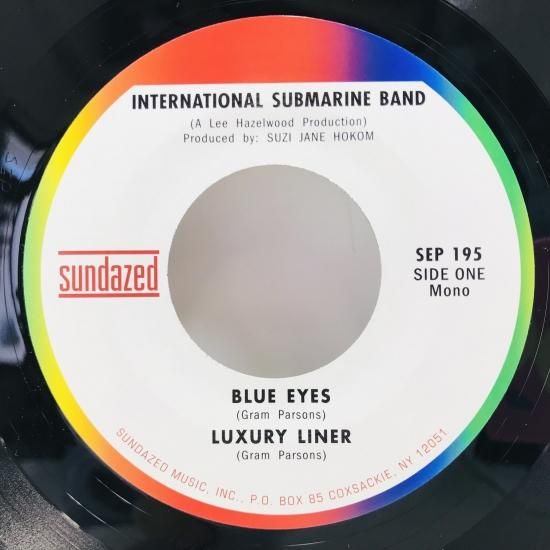 INTERNATIONAL SUBMARINE BAND
(A Lee Hazelwood Production)
Produced by: SUZI JANE HOKOM
sundazed
SEP 195
SIDE ONE
Mono
BLUE EYES
(Gram Parsons)
LUXURY LINER
(Gram Parsons)
SUNDAZED MUSIC, INC., P.O. BOX 85 COXSACKIE, NY 12051